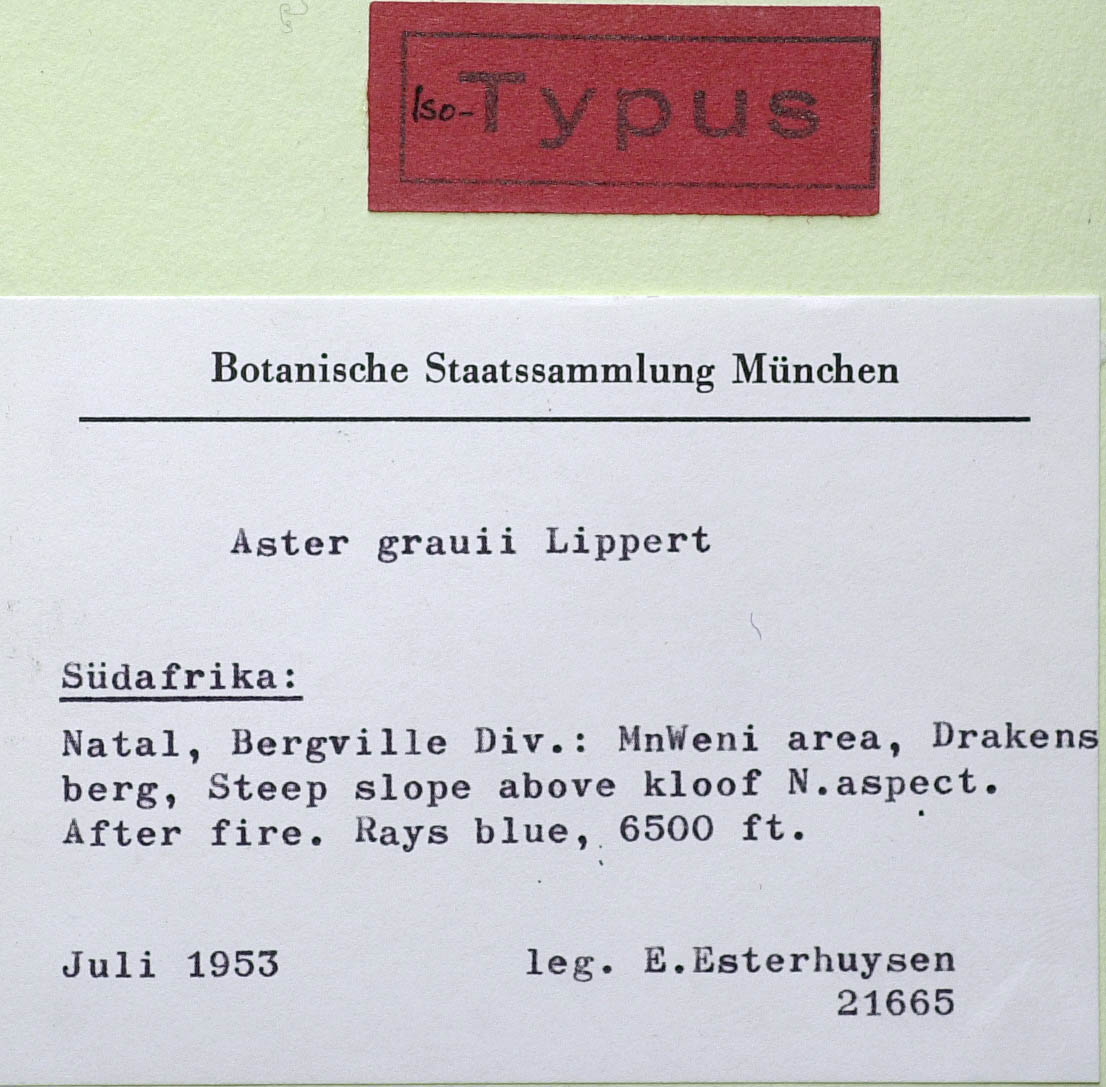 Iso-Typus
Botanische Staatssammlung München
Aster grauii Lippert
Südafrika:
Natal, Bergville Div.: MnWeni area, Drakens
berg, Steep slope above kloof N.aspect.
After fire. Rays blue, 6500 ft.
Juli 1953 leg. E.Esterhuysen
21665